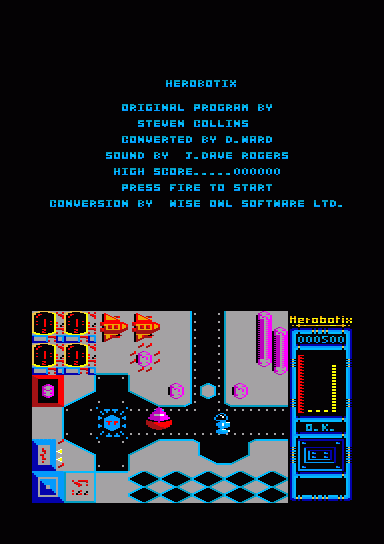 HEROBOTIX
ORIGINAL PROGRAM BY
STEVEN COLLINS
CONVERTED BY D.WARD
SOUND BY J.DAVE ROGERS
HIGH SCORE.....000000
PRESS FIRE TO START
CONVERSION BY WISE OWL SOFTWARE LTD.
Herobotix
000500
O.K.